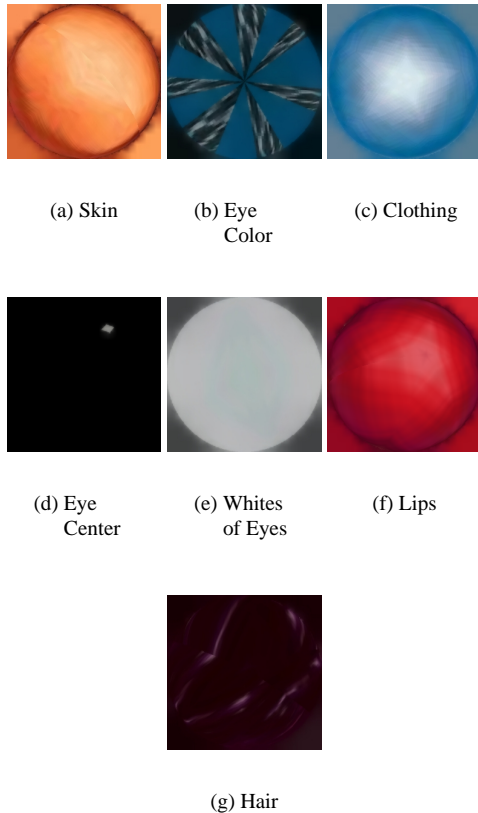 (a) Skin
(b) Eye
Color
(c) Clothing
(d) Eye
Center
(e) Whites
of Eyes
(f) Lips
(g) Hair